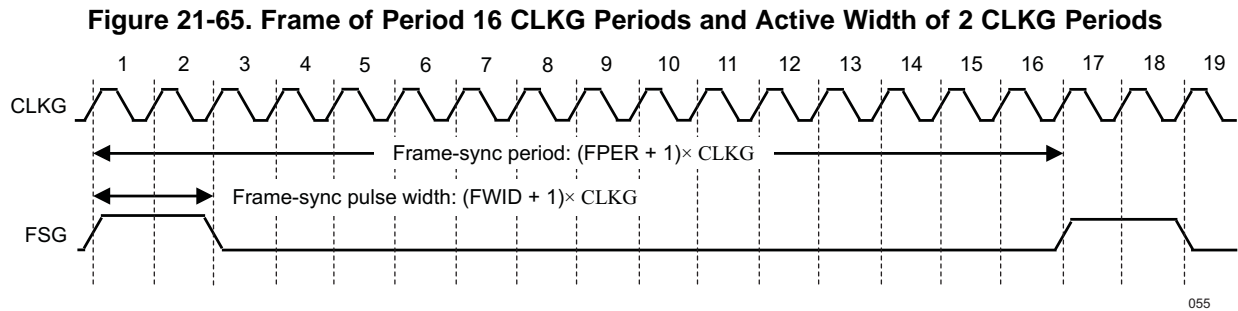 Figure 21-65. Frame of Period 16 CLKG Periods and Active Width of 2 CLKG Periods
1 2 3 4 5 6 7 8 9 10 11 12 13 14 15 16 17 18 19
CLKG
Frame-sync period: (FPER + 1)× CLKG
Frame-sync pulse width: (FWID + 1)× CLKG
FSG
055